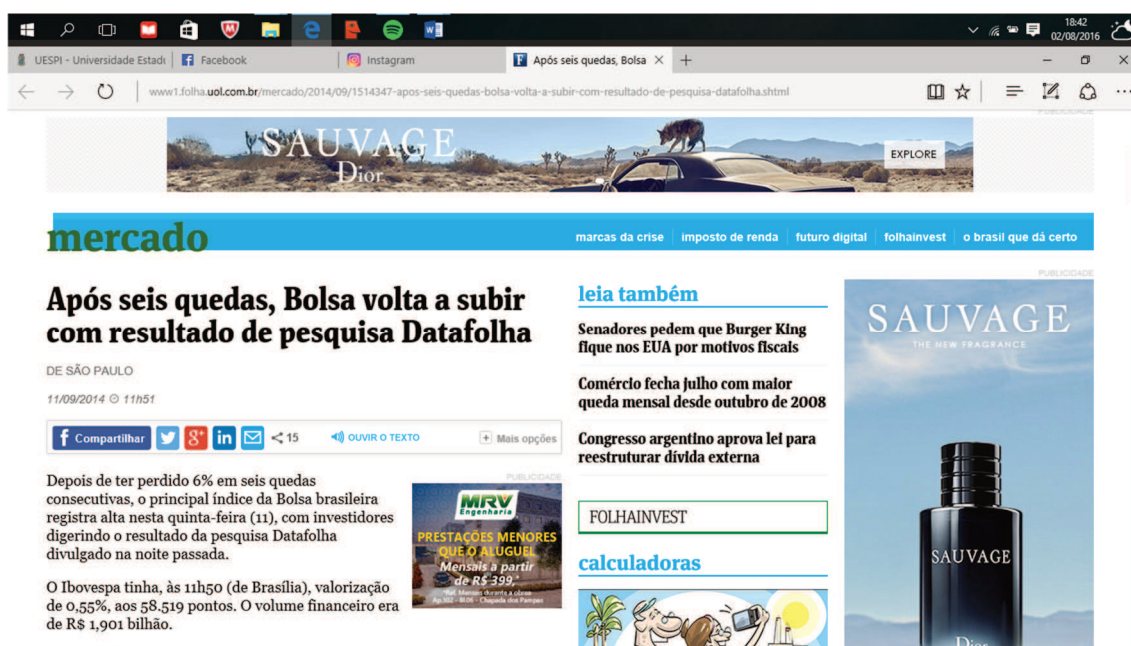 18:42
02/08/2016
UESPI - Universidade Estadu
Facebook
Instagram
Após seis quedas, Bolsa
www1.folha.uol.com.br/mercado/2014/09/1514347-apos-seis-quedas-bolsa-volta-a-subir-com-resultado-de-pesquisa-datafolha.shtml
PUBLICIDADE
SAUVAGE
Dior
EXPLORE
mercado
marcas da crise imposto de renda futuro digital folhainvest o brasil que dá certo
Após seis quedas, Bolsa volta a subir
com resultado de pesquisa Datafolha
DE SÃO PAULO
11/09/2014 11h51
Compartilhar
in
15
OUVIR O TEXTO
+ Mais opções
Depois de ter perdido 6% em seis quedas
consecutivas, o principal índice da Bolsa brasileira
registra alta nesta quinta-feira (11), com investidores
digerindo o resultado da pesquisa Datafolha
divulgado na noite passada.
O Ibovespa tinha, às 11h50 (de Brasília), valorização
de 0,55%, aos 58.519 pontos. O volume financeiro era
de R$ 1,901 bilhão.
PUBLICIDADE
MRV
Engenharia
PRESTAÇÕES MENORES
QUE O ALUGUEL
Mensais a partir
de R$ 399,*
*Ref. Mensais durante a obra
leia também
Senadores pedem que Burger King
fique nos EUA por motivos fiscais
Comércio fecha julho com maior
queda mensal desde outubro de 2008
Congresso argentino aprova lei para
reestruturar dívida externa
FOLHAINVEST
calculadoras
PUBLICIDADE
SAUVAGE
THE NEW FRAGRANCE
SAUVAGE
Dior